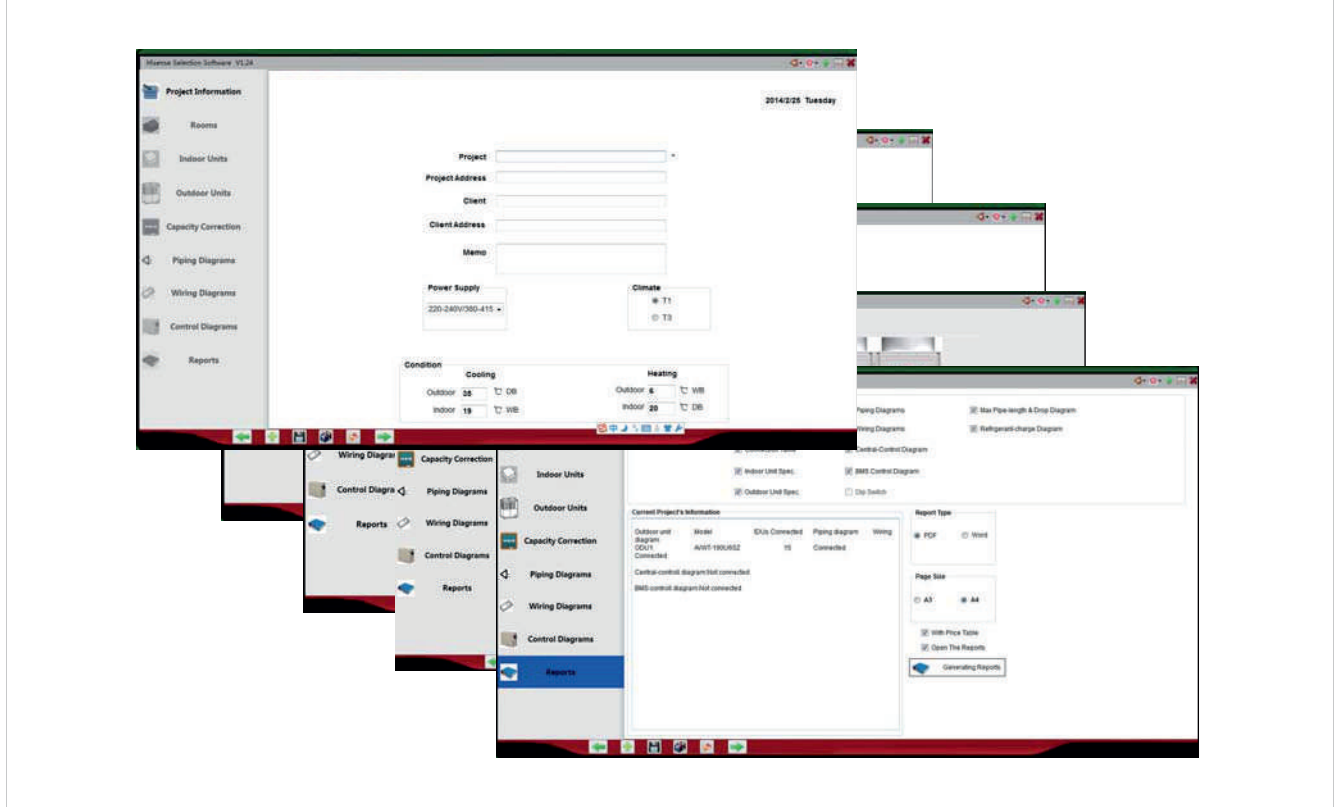 Hisense Selection Software V1.24
Project Information
2014/2/25 Tuesday
Rooms
Indoor Units
Outdoor Units
Capacity Correction
Piping Diagrams
Wiring Diagrams
Control Diagrams
Reports
Project
Project Address
Client
Client Address
Memo
Power Supply
220-240V/380-415
Climate
T1
T3
Condition
Cooling
Heating
Outdoor 35 ℃ DB
Outdoor 6 ℃ WB
Indoor 19 ℃ WB
Indoor 20 ℃ DB
Wiring Diagra
Control Diagra
Reports
Capacity Correction
Piping Diagrams
Wiring Diagrams
Control Diagrams
Reports
Indoor Units
Outdoor Units
Capacity Correction
Piping Diagrams
Wiring Diagrams
Control Diagrams
Reports
Piping Diagrams
Max Pipe-length & Drop Diagram
Wiring Diagrams
Refrigerant-charge Diagram
Central-Control Diagram
Indoor Unit Spec.
BMS Control Diagram
Outdoor Unit Spec.
Dip Switch
Current Project's Information
Outdoor unit Model IDUs Connected Piping diagram Wiring
diagram
ODU1 AVWT-190U6SZ 15 Connected
Connected
Central-controll diagram:Not connected
BMS-controll diagram:Not connected
Report Type
PDF
Word
Page Size
A3
A4
With Price Table
Open The Reports
Generating Reports